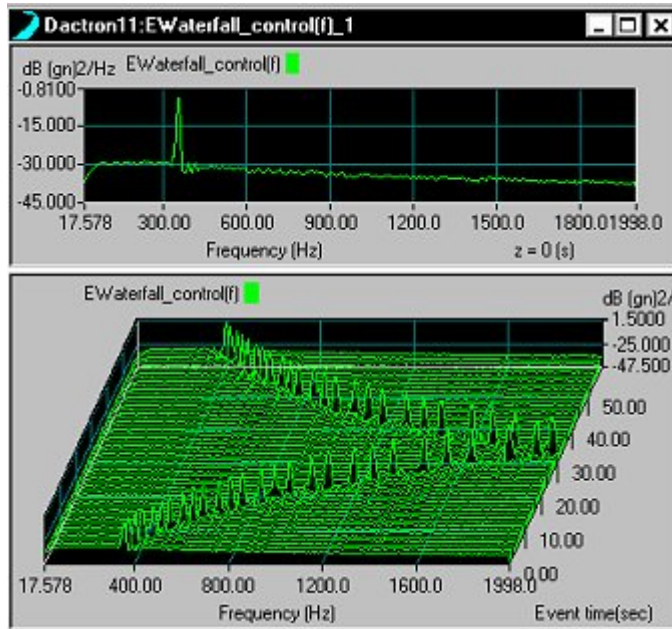 Dactron11:EWaterfall_control(f)_1
dB (gn)2/Hz EWaterfall_control(f)
-0.8100
-15.000
-30.000
-45.000
17.578 300.00 600.00 900.00 1200.0 1500.0 1800.01998.0
Frequency (Hz) z = 0 (s)
EWaterfall_control(f) dB (gn)2/
1.5000
-25.000
-47.500
50.00
40.00
30.00
20.00
10.00
0.00
17.578 400.00 800.00 1200.0 1600.0 1998.0
Frequency (Hz) Event time(sec)